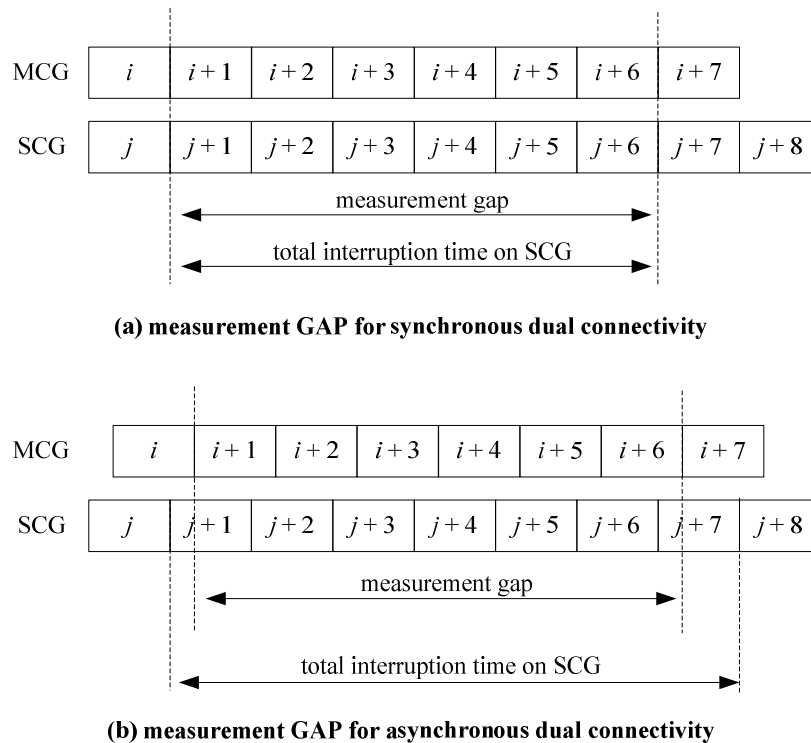 MCG i i + 1 i + 2 i + 3 i + 4 i + 5 i + 6 i + 7
SCG j j + 1 j + 2 j + 3 j + 4 j + 5 j + 6 j + 7 j + 8
measurement gap
total interruption time on SCG
(a) measurement GAP for synchronous dual connectivity
MCG i i + 1 i + 2 i + 3 i + 4 i + 5 i + 6 i + 7
SCG j j + 1 j + 2 j + 3 j + 4 j + 5 j + 6 j + 7 j + 8
measurement gap
total interruption time on SCG
(b) measurement GAP for asynchronous dual connectivity